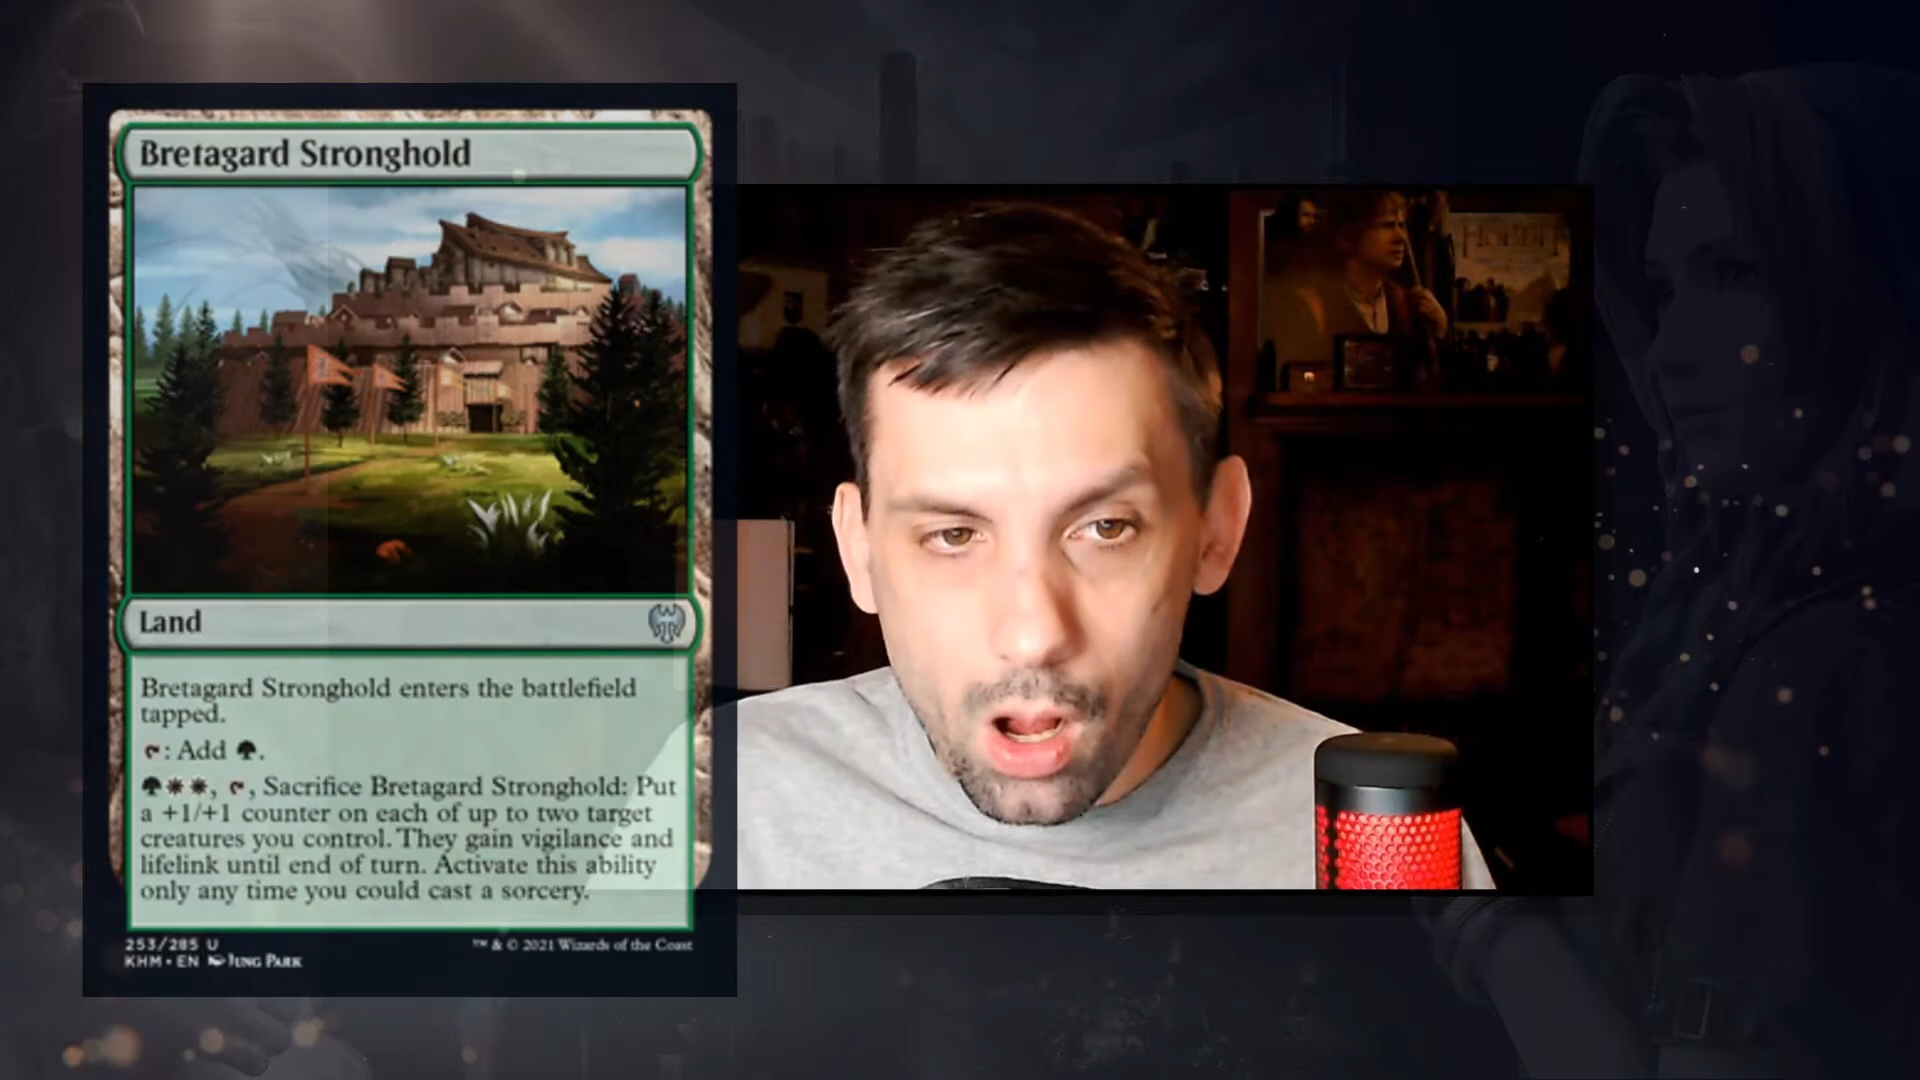 Bretagard Stronghold
HOBBIT
Land
Bretagard Stronghold enters the battlefield
tapped.
: Add .
, , Sacrifice Bretagard Stronghold: Put
a +1/+1 counter on each of up to two target
creatures you control. They gain vigilance and
lifelink until end of turn. Activate this ability
only any time you could cast a sorcery.
253/285 U
™ & © 2021 Wizards of the Coast
KHM • EN Jung Park